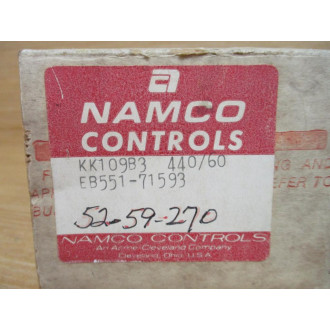 a
NAMCO
CONTROLS
KK109B3 440/60
EB551-71593
52-59-270
NAMCO CONTROLS
An Acme-Cleveland Company
Cleveland, Ohio, U.S.A.